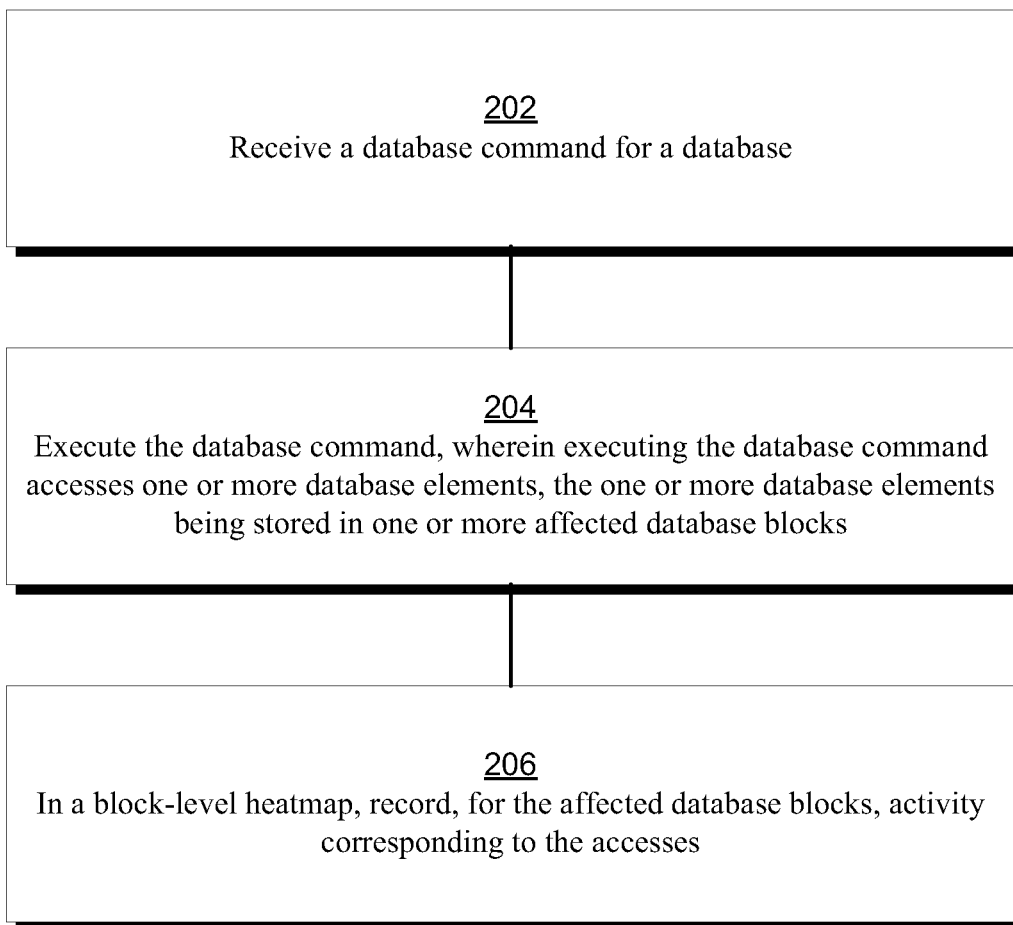 202
Receive a database command for a database
204
Execute the database command, wherein executing the database command
accesses one or more database elements, the one or more database elements
being stored in one or more affected database blocks
206
In a block-level heatmap, record, for the affected database blocks, activity
corresponding to the accesses